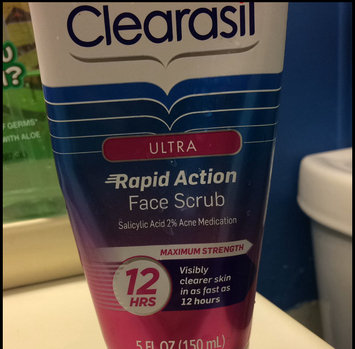 Clearasil
?
OF GERMS*
WITH ALOE
ULTRA
Rapid Action
Face Scrub
Salicylic Acid 2% Acne Medication
MAXIMUM STRENGTH
12
HRS
Visibly
clearer skin
in as fast as
12 hours
5 FL OZ (150 mL)